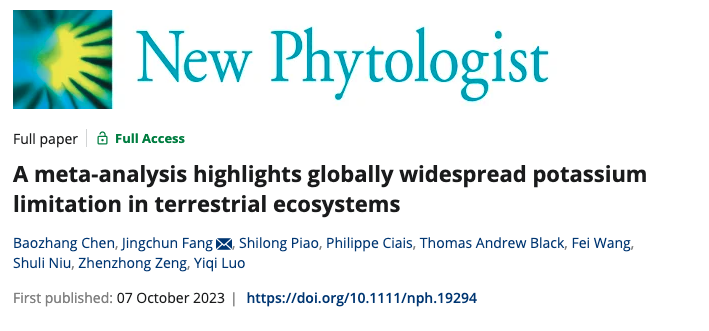 New Phytologist
Full paper | Full Access
A meta-analysis highlights globally widespread potassium
limitation in terrestrial ecosystems
Baozhang Chen, Jingchun Fang, Shilong Piao, Philippe Ciais, Thomas Andrew Black, Fei Wang,
Shuli Niu, Zhenzhong Zeng, Yiqi Luo
First published: 07 October 2023 | https://doi.org/10.1111/nph.19294